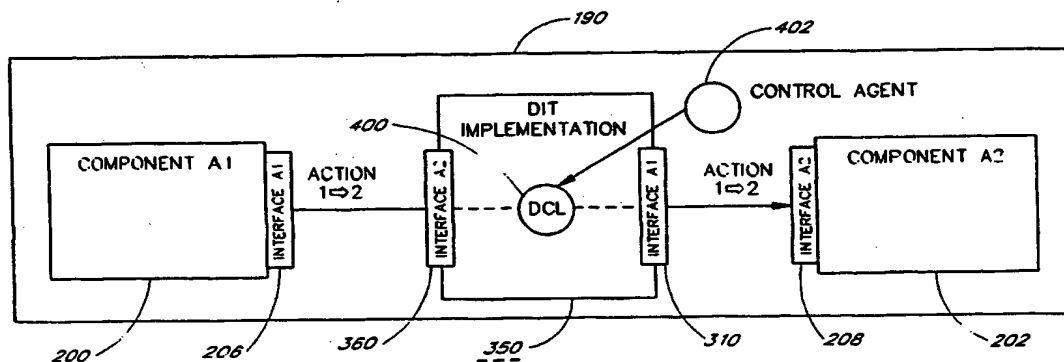 190
402
DIT
IMPLEMENTATION
CONTROL AGENT
400
COMPONENT A1
INTERFACE A1
ACTION
1⇨2
INTERFACE A2
DCL
INTERFACE A1
ACTION
1⇨2
INTERFACE A2
COMPONENT A2
200
206
360
350
310
208
202